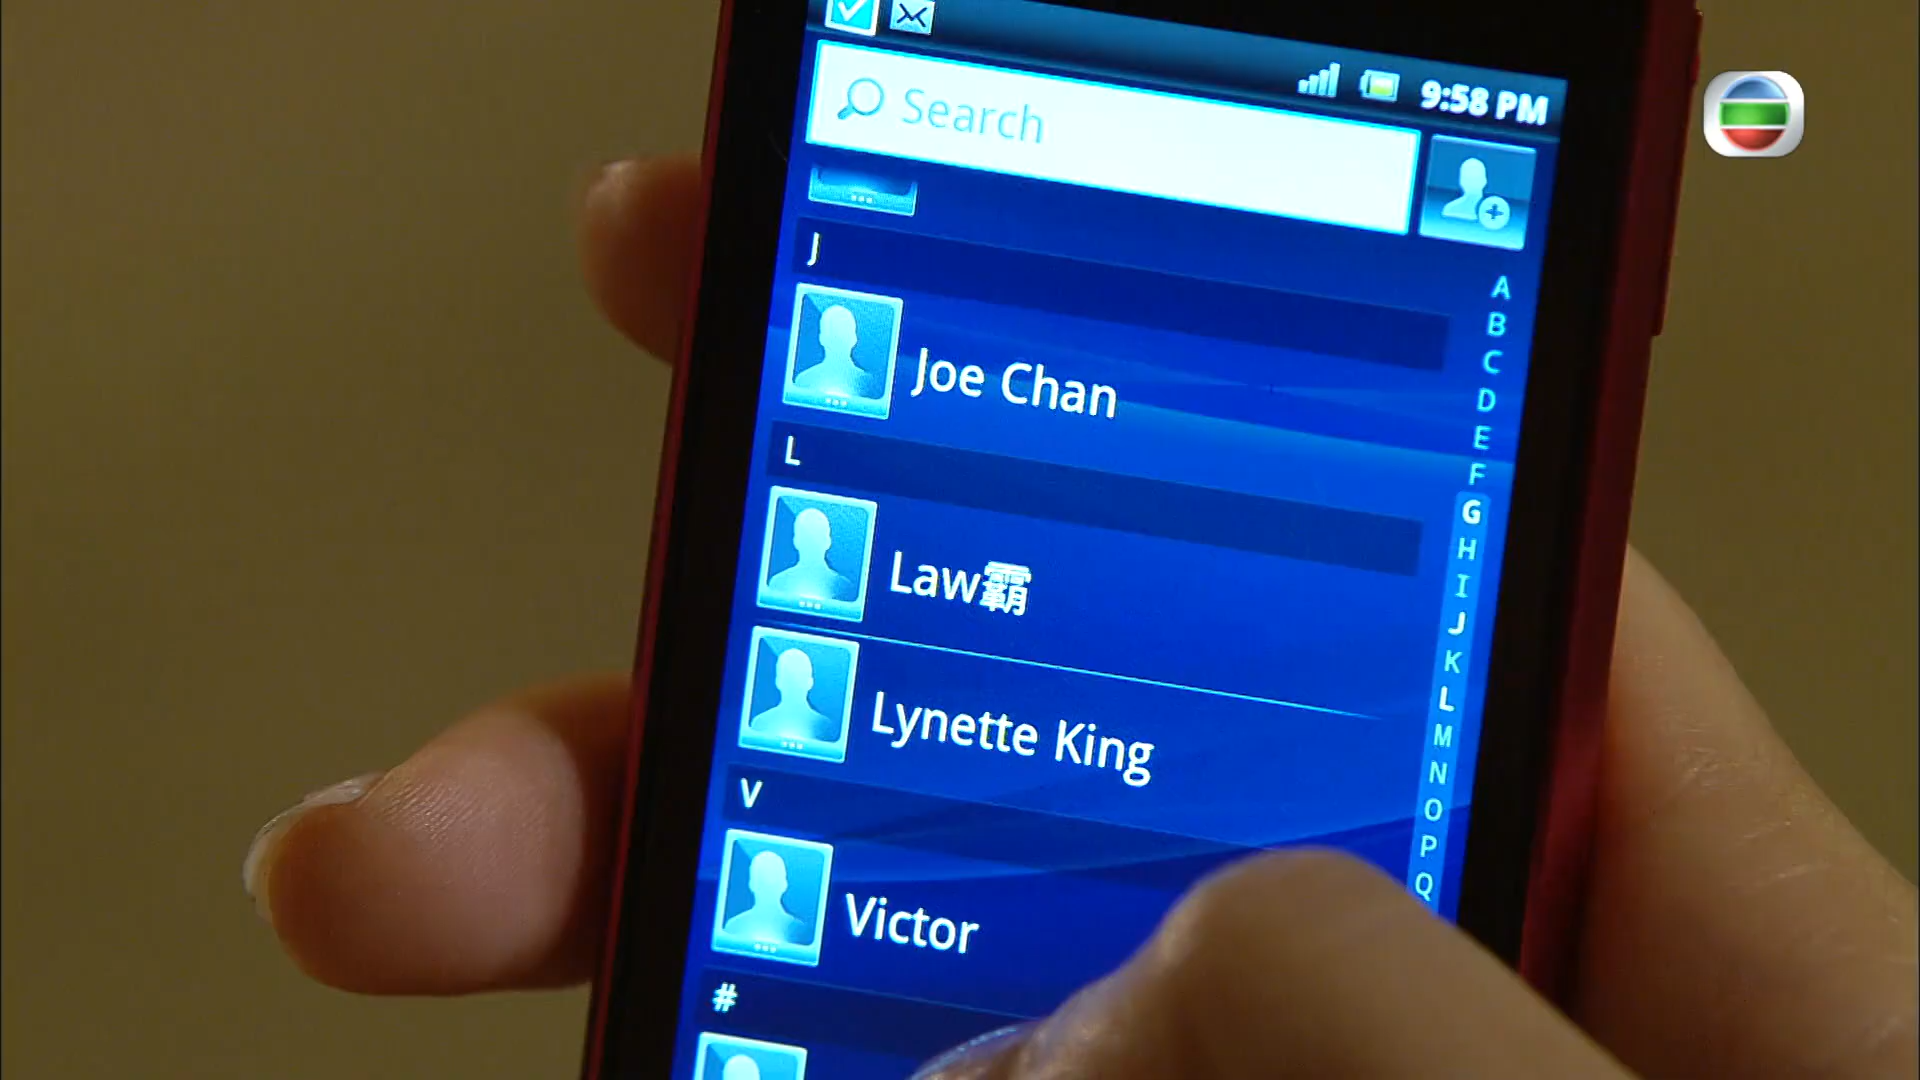 9:58 PM
Search
J
Joe Chan
L
Law霸
Lynette King
V
Victor
#
A
B
C
D
E
F
G
H
I
J
K
L
M
N
O
P
Q